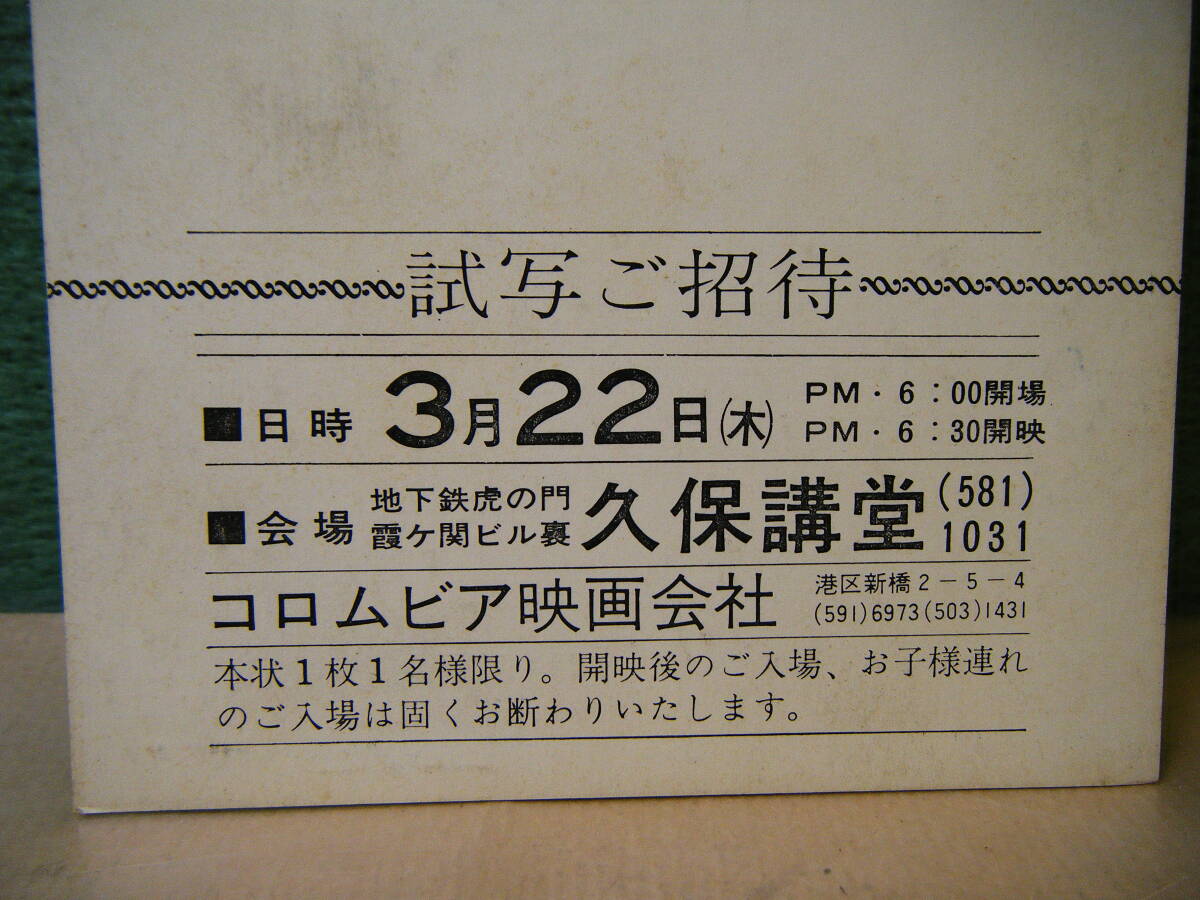 試写ご招待
■日時 3月22日(木) PM・6:00開場
PM・6:30開映
■会場 地下鉄虎の門 久保講堂 (581)
霞ケ関ビル裏 1031
コロムビア映画会社 港区新橋2-5-4
(591)6973(503)1431
本状1枚1名様限り。開映後のご入場、お子様連れ
のご入場は固くお断わりいたします。